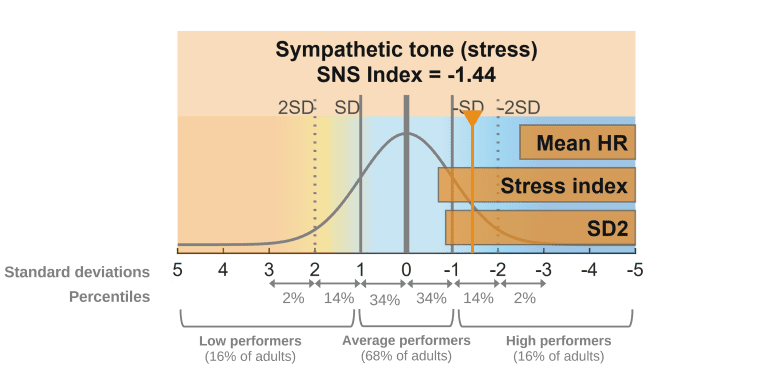 Sympathetic tone (stress)
SNS Index = -1.44
2SD SD -SD -2SD
Mean HR
Stress index
SD2
Standard deviations 5 4 3 2 1 0 -1 -2 -3 -4 -5
Percentiles 2% 14% 34% 34% 14% 2%
Low performers Average performers High performers
(16% of adults) (68% of adults) (16% of adults)